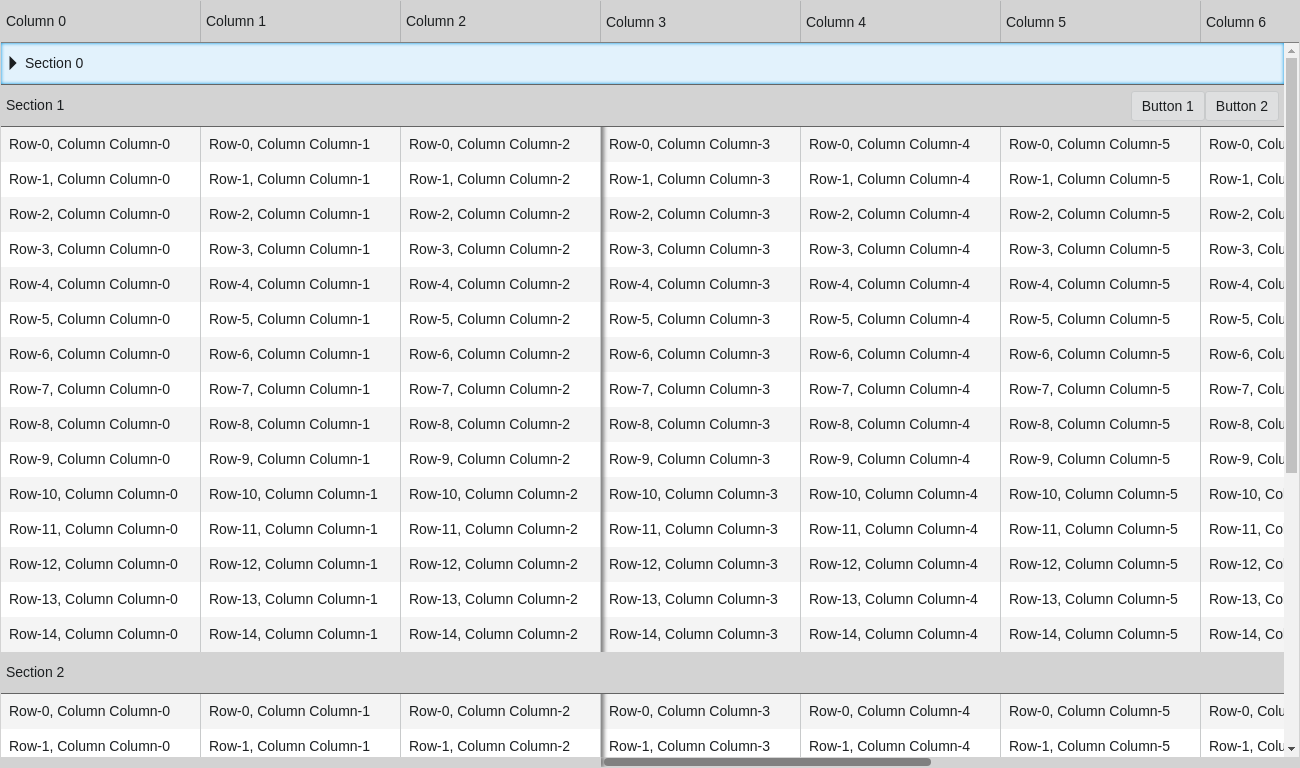 Column 0 Column 1 Column 2 Column 3 Column 4 Column 5 Column 6
Section 0
Section 1 Button 1 Button 2
Row-0, Column Column-0 Row-0, Column Column-1 Row-0, Column Column-2 Row-0, Column Column-3 Row-0, Column Column-4 Row-0, Column Column-5 Row-0, Colu
Row-1, Column Column-0 Row-1, Column Column-1 Row-1, Column Column-2 Row-1, Column Column-3 Row-1, Column Column-4 Row-1, Column Column-5 Row-1, Colu
Row-2, Column Column-0 Row-2, Column Column-1 Row-2, Column Column-2 Row-2, Column Column-3 Row-2, Column Column-4 Row-2, Column Column-5 Row-2, Colu
Row-3, Column Column-0 Row-3, Column Column-1 Row-3, Column Column-2 Row-3, Column Column-3 Row-3, Column Column-4 Row-3, Column Column-5 Row-3, Colu
Row-4, Column Column-0 Row-4, Column Column-1 Row-4, Column Column-2 Row-4, Column Column-3 Row-4, Column Column-4 Row-4, Column Column-5 Row-4, Colu
Row-5, Column Column-0 Row-5, Column Column-1 Row-5, Column Column-2 Row-5, Column Column-3 Row-5, Column Column-4 Row-5, Column Column-5 Row-5, Colu
Row-6, Column Column-0 Row-6, Column Column-1 Row-6, Column Column-2 Row-6, Column Column-3 Row-6, Column Column-4 Row-6, Column Column-5 Row-6, Colu
Row-7, Column Column-0 Row-7, Column Column-1 Row-7, Column Column-2 Row-7, Column Column-3 Row-7, Column Column-4 Row-7, Column Column-5 Row-7, Colu
Row-8, Column Column-0 Row-8, Column Column-1 Row-8, Column Column-2 Row-8, Column Column-3 Row-8, Column Column-4 Row-8, Column Column-5 Row-8, Colu
Row-9, Column Column-0 Row-9, Column Column-1 Row-9, Column Column-2 Row-9, Column Column-3 Row-9, Column Column-4 Row-9, Column Column-5 Row-9, Colu
Row-10, Column Column-0 Row-10, Column Column-1 Row-10, Column Column-2 Row-10, Column Column-3 Row-10, Column Column-4 Row-10, Column Column-5 Row-10, Co
Row-11, Column Column-0 Row-11, Column Column-1 Row-11, Column Column-2 Row-11, Column Column-3 Row-11, Column Column-4 Row-11, Column Column-5 Row-11, Co
Row-12, Column Column-0 Row-12, Column Column-1 Row-12, Column Column-2 Row-12, Column Column-3 Row-12, Column Column-4 Row-12, Column Column-5 Row-12, Co
Row-13, Column Column-0 Row-13, Column Column-1 Row-13, Column Column-2 Row-13, Column Column-3 Row-13, Column Column-4 Row-13, Column Column-5 Row-13, Co
Row-14, Column Column-0 Row-14, Column Column-1 Row-14, Column Column-2 Row-14, Column Column-3 Row-14, Column Column-4 Row-14, Column Column-5 Row-14, Co
Section 2
Row-0, Column Column-0 Row-0, Column Column-1 Row-0, Column Column-2 Row-0, Column Column-3 Row-0, Column Column-4 Row-0, Column Column-5 Row-0, Colu
Row-1, Column Column-0 Row-1, Column Column-1 Row-1, Column Column-2 Row-1, Column Column-3 Row-1, Column Column-4 Row-1, Column Column-5 Row-1, Colu